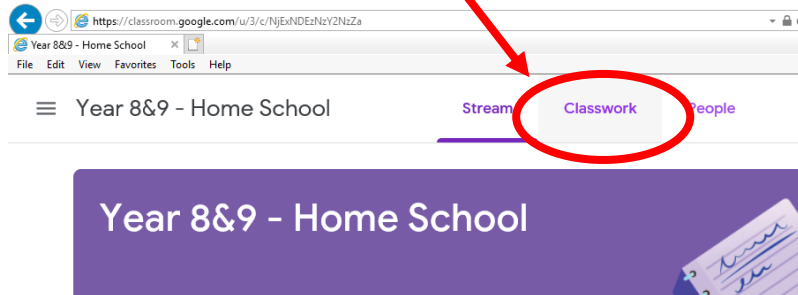 https://classroom.google.com/u/3/c/NjExNDEzNzY2NzZa
Year 8&9 - Home School
File Edit View Favorites Tools Help
Year 8&9 - Home School Stream Classwork People
Year 8&9 - Home School